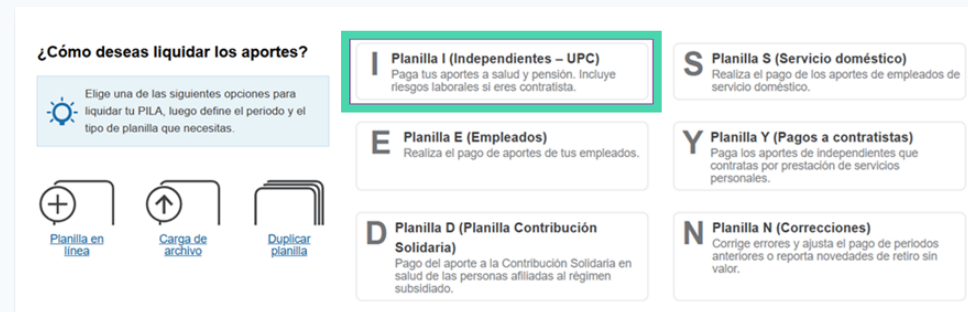 ¿Cómo deseas liquidar los aportes?
Elige una de las siguientes opciones para
liquidar tu PILA, luego define el periodo y el
tipo de planilla que necesitas.
Planilla en
línea
Carga de
archivo
Duplicar
planilla
I
Planilla I (Independientes – UPC)
Paga tus aportes a salud y pensión. Incluye
riesgos laborales si eres contratista.
S
Planilla S (Servicio doméstico)
Realiza el pago de los aportes de empleados de
servicio doméstico.
E
Planilla E (Empleados)
Realiza el pago de aportes de tus empleados.
Y
Planilla Y (Pagos a contratistas)
Paga los aportes de independientes que
contratas por prestación de servicios
personales.
D
Planilla D (Planilla Contribución
Solidaria)
Pago del aporte a la Contribución Solidaria en
salud de las personas afiliadas al régimen
subsidiado.
N
Planilla N (Correcciones)
Corrige errores y ajusta el pago de periodos
anteriores o reporta novedades de retiro sin
valor.